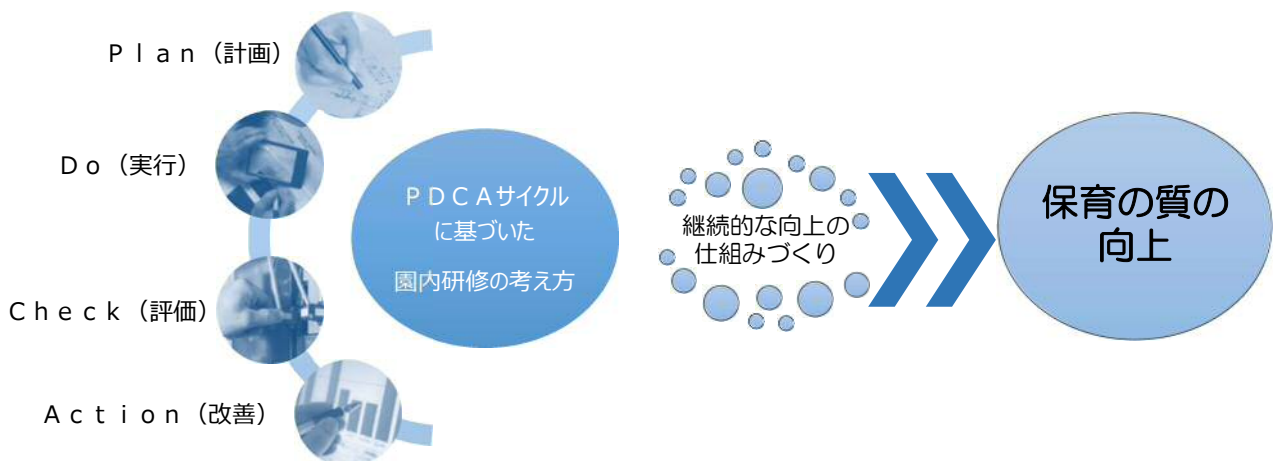 Plan（計画）
Do（実行）
Check（評価）
Action（改善）
PDCAサイクル
に基づいた
園内研修の考え方
継続的な向上の
仕組みづくり
保育の質の
向上